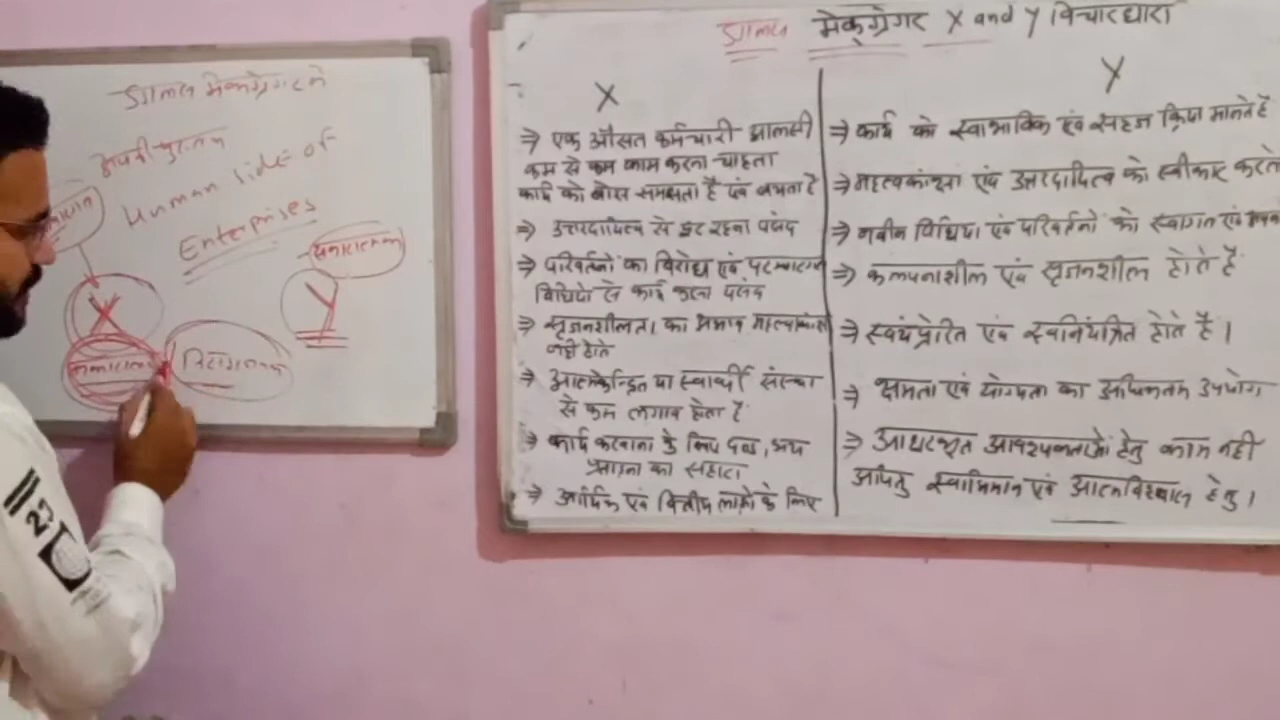 डगलस मेकग्रेगर ने
अपनी पुस्तक
Human side of
Enterprises
X
Y
डगलस मेक्ग्रेगर X and Y विचारधारा
X
⇒ एक औसत कर्मचारी आलसी
कम से कम काम करना चाहता
कार्य को बोझ समझता है एवं बचता है
⇒ उत्तरदायित्व से हट रहना पसंद
⇒ परिवर्तनों का विरोध एवं परम्परागत
विधियों से कार्य करना पसंद
⇒ सृजनशीलता का अभाव
नहीं होते
⇒ आत्मकेन्द्रित या स्वार्थी संस्था
से कम लगाव होता है
⇒ कार्य करवाना के लिए दण्ड, भय
का सहारा
⇒ आर्थिक एवं वित्तीय लाभों के लिए
Y
⇒ कार्य को स्वाभाविक एवं सहज क्रिया मानते है
⇒ महत्वकांक्षा एवं उत्तरदायित्व को स्वीकार करते
⇒ नवीन विधियों एवं परिवर्तनों को स्वागत एवं
⇒ कल्पनाशील एवं सृजनशील होते है
⇒ स्वयंप्रेरित एवं स्वनियंत्रित होते है।
⇒ क्षमता एवं योग्यता का अधिकतम उपयोग
⇒ आधारभूत आवश्यकताओं हेतु काम नहीं
अपितु स्वाभिमान एवं आत्मविश्वास हेतु।
23